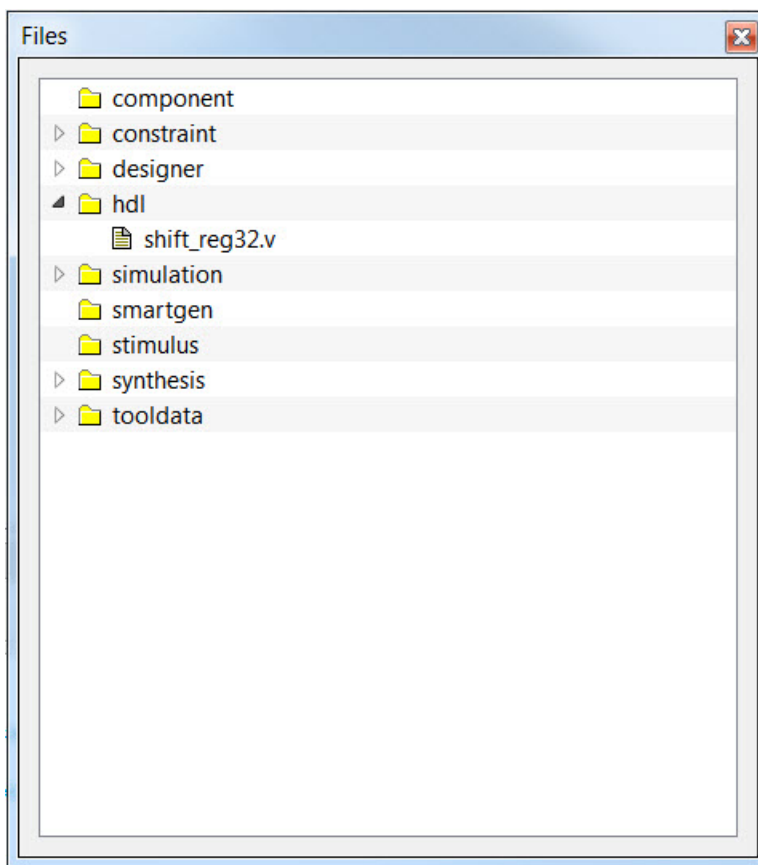 Files
component
constraint
designer
hdl
shift_reg32.v
simulation
smartgen
stimulus
synthesis
tooldata